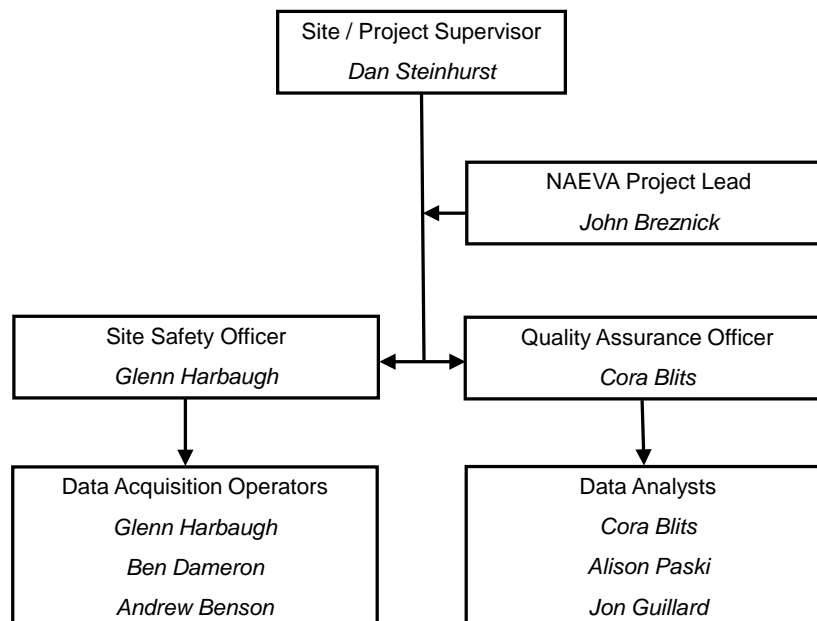 Site / Project Supervisor
Dan Steinhurst
NAEVA Project Lead
John Breznick
Site Safety Officer
Glenn Harbaugh
Quality Assurance Officer
Cora Blits
Data Acquisition Operators
Glenn Harbaugh
Ben Dameron
Andrew Benson
Data Analysts
Cora Blits
Alison Paski
Jon Guillard